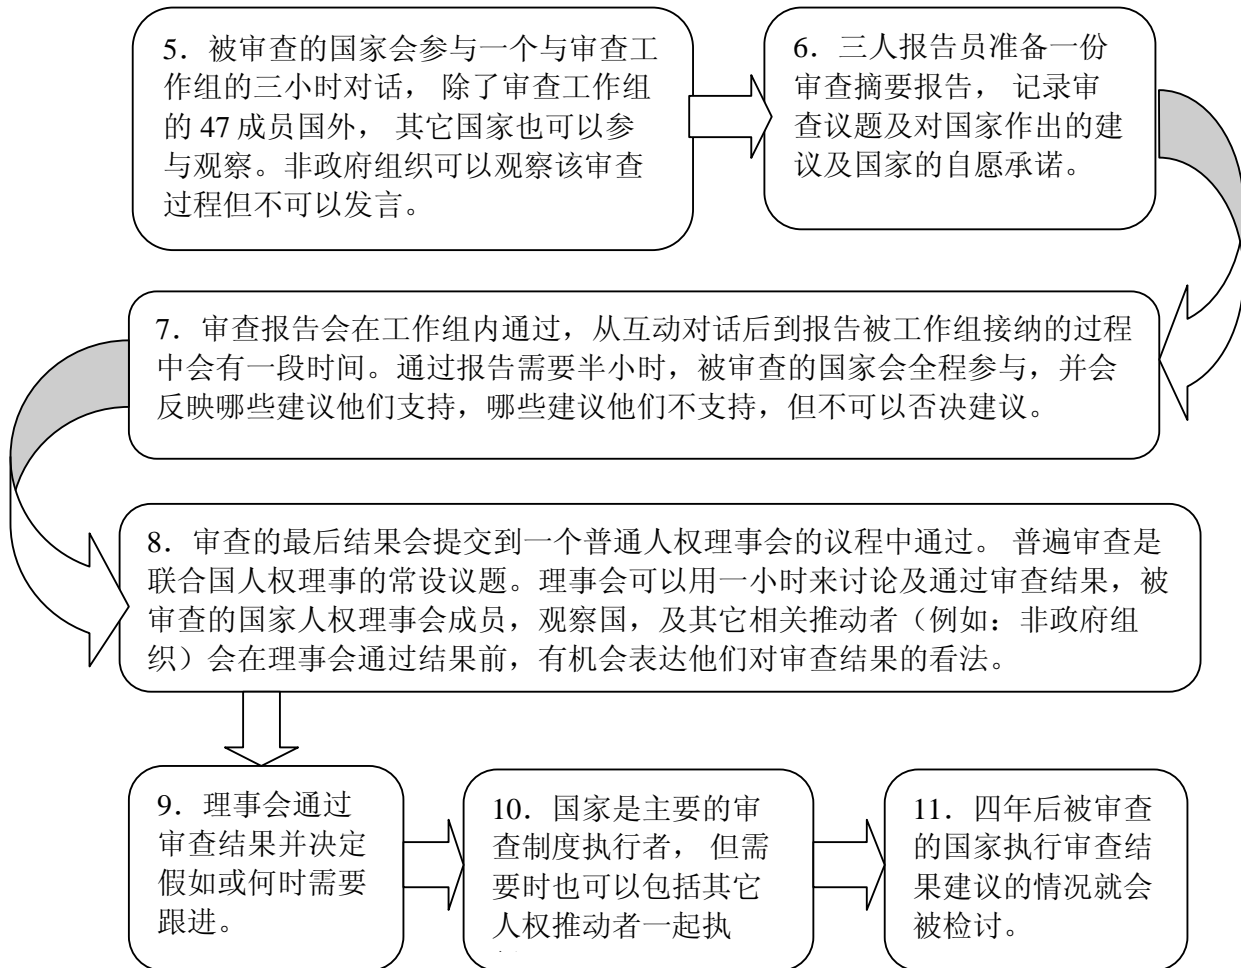 5．被审查的国家会参与一个与审查工
作组的三小时对话， 除了审查工作组
的 47 成员国外， 其它国家也可以参
与观察。非政府组织可以观察该审查
过程但不可以发言。
6．三人报告员准备一份
审查摘要报告， 记录审
查议题及对国家作出的建
议及国家的自愿承诺。
7．审查报告会在工作组内通过，从互动对话后到报告被工作组接纳的过程
中会有一段时间。通过报告需要半小时，被审查的国家会全程参与，并会
反映哪些建议他们支持，哪些建议他们不支持，但不可以否决建议。
8．审查的最后结果会提交到一个普通人权理事会的议程中通过。 普遍审查是
联合国人权理事的常设议题。理事会可以用一小时来讨论及通过审查结果，被
审查的国家人权理事会成员，观察国，及其它相关推动者（例如：非政府组
织）会在理事会通过结果前，有机会表达他们对审查结果的看法。
9．理事会通过
审查结果并决定
假如或何时需要
跟进。
10．国家是主要的审
查制度执行者， 但需
要时也可以包括其它
人权推动者一起执
11．四年后被审查
的国家执行审查结
果建议的情况就会
被检讨。